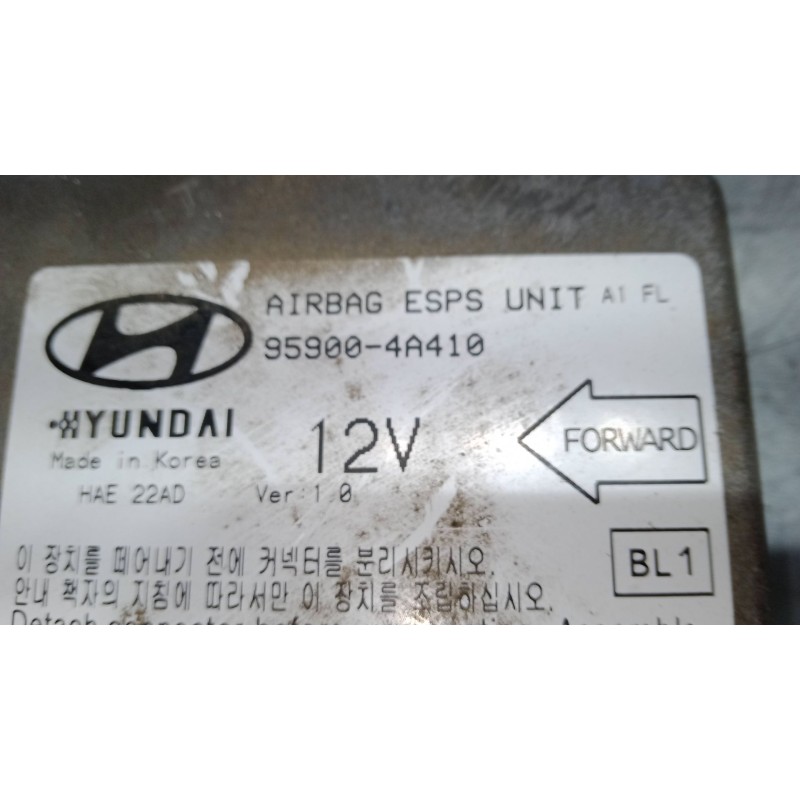 AIRBAG ESPS UNIT A1 FL
95900-4A410
HYUNDAI
12V
FORWARD
Made in Korea
HAE 22AD Ver:1.0
이 장치를 떼어내기 전에 커넥터를 분리시키시오.
BL1
안내 책자의 지침에 따라서만 이 장치를 조립하십시오.
Detach connector before